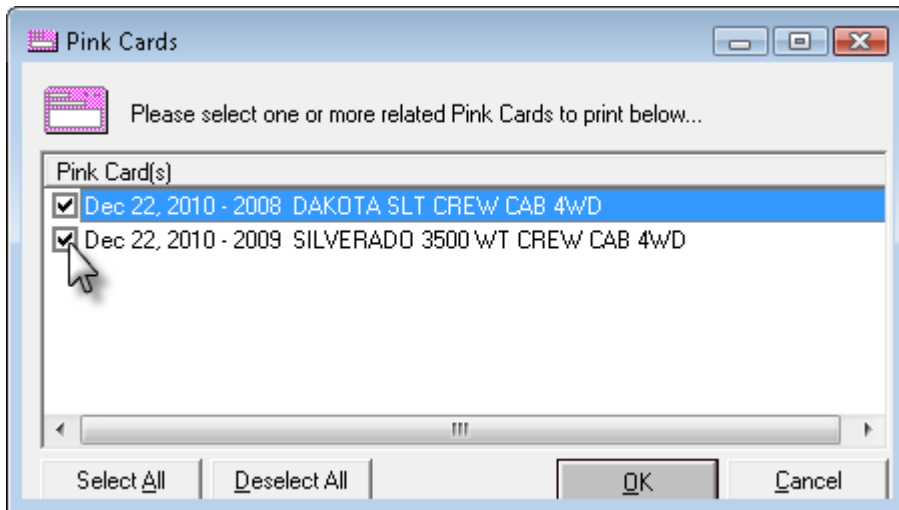 Pink Cards
Please select one or more related Pink Cards to print below...
Pink Card(s)
Dec 22, 2010 - 2008 DAKOTA SLT CREW CAB 4WD
Dec 22, 2010 - 2009 SILVERADO 3500 WT CREW CAB 4WD
Select All Deselect All OK Cancel